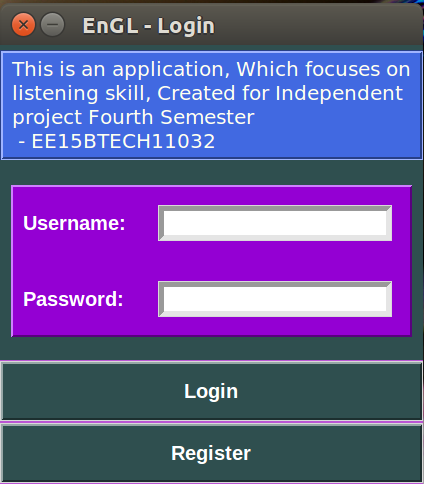 EnGL - Login
This is an application, Which focuses on
listening skill, Created for Independent
project Fourth Semester
- EE15BTECH11032
Username:
Password:
Login
Register